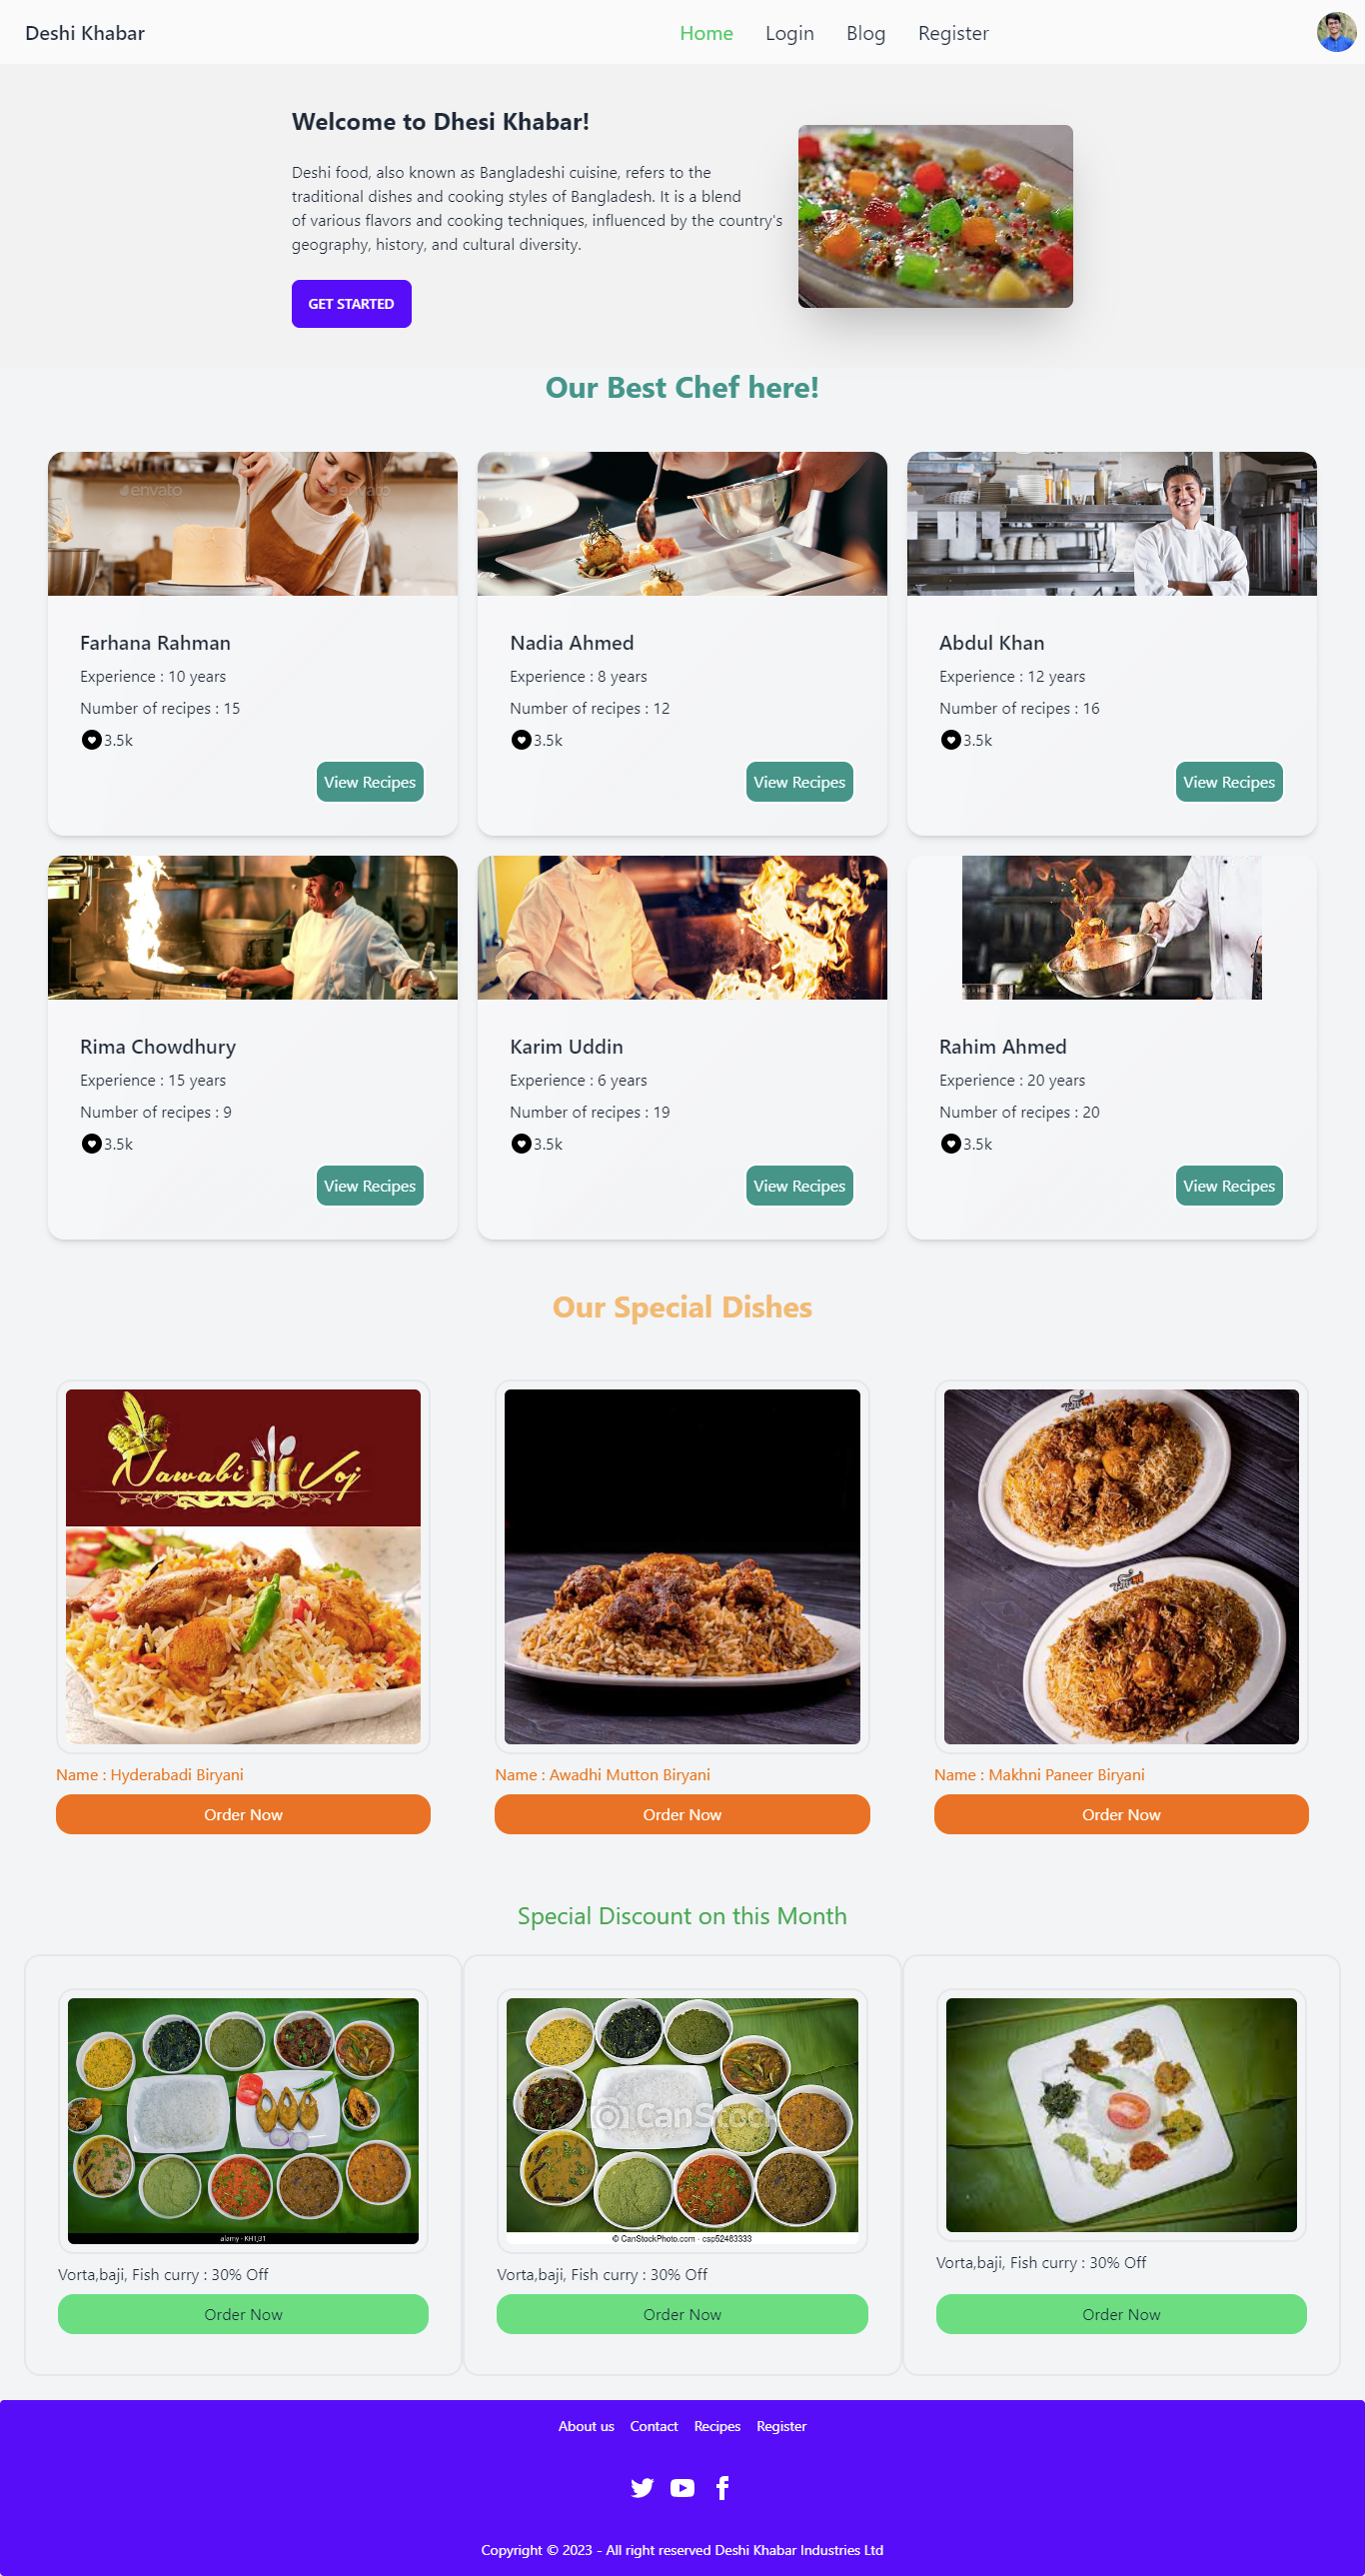 Deshi Khabar
Home Login Blog Register
Welcome to Dhesi Khabar!
Deshi food, also known as Bangladeshi cuisine, refers to the
traditional dishes and cooking styles of Bangladesh. It is a blend
of various flavors and cooking techniques, influenced by the country's
geography, history, and cultural diversity.
GET STARTED
Our Best Chef here!
envato
envato
Farhana Rahman
Experience : 10 years
Number of recipes : 15
3.5k
View Recipes
Nadia Ahmed
Experience : 8 years
Number of recipes : 12
3.5k
View Recipes
Abdul Khan
Experience : 12 years
Number of recipes : 16
3.5k
View Recipes
Rima Chowdhury
Experience : 15 years
Number of recipes : 9
3.5k
View Recipes
Karim Uddin
Experience : 6 years
Number of recipes : 19
3.5k
View Recipes
Rahim Ahmed
Experience : 20 years
Number of recipes : 20
3.5k
View Recipes
Our Special Dishes
Nawabi Voj
Name : Hyderabadi Biryani
Order Now
Name : Awadhi Mutton Biryani
Order Now
Name : Makhni Paneer Biryani
Order Now
Special Discount on this Month
alamy - KH1J31
Vorta,baji, Fish curry : 30% Off
Order Now
CanStock
© CanStockPhoto.com - csp52483333
Vorta,baji, Fish curry : 30% Off
Order Now
Vorta,baji, Fish curry : 30% Off
Order Now
About us Contact Recipes Register
Copyright © 2023 - All right reserved Deshi Khabar Industries Ltd